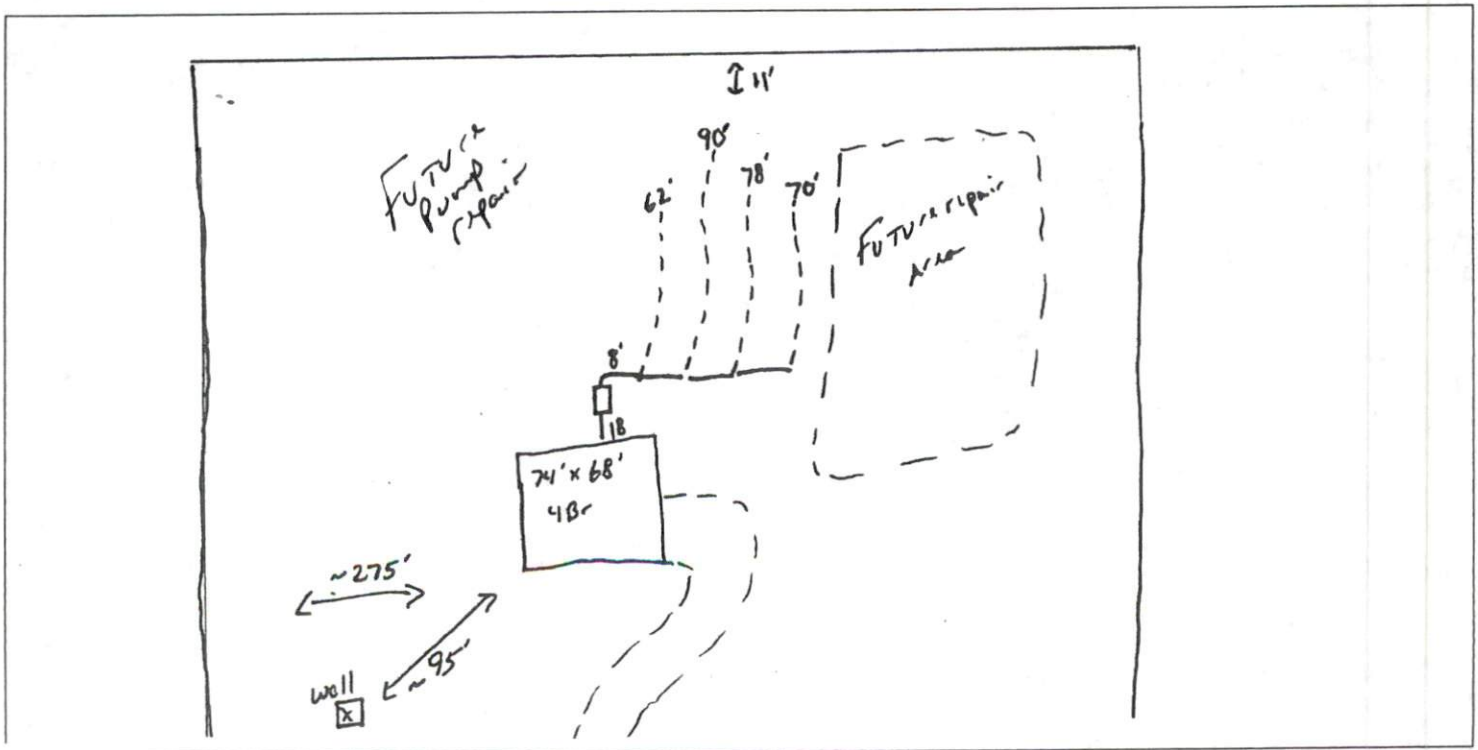 11'
FUTURE
pump
repair
90'
62'
78'
70'
FUTURE repair
Area
8'
18
74' x 68'
4Br
~275'
~95'
well
x